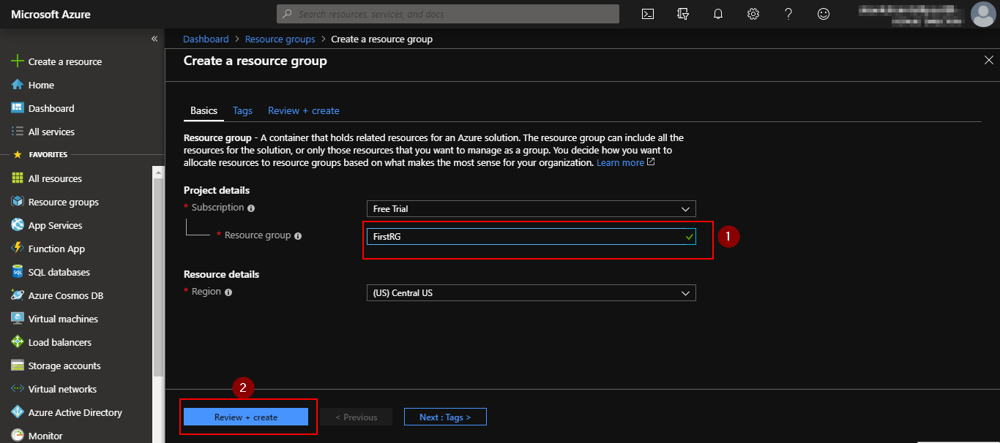 Microsoft Azure
Search resources, services, and docs
Create a resource
Home
Dashboard
All services
FAVORITES
All resources
Resource groups
App Services
Function App
SQL databases
Azure Cosmos DB
Virtual machines
Load balancers
Storage accounts
Virtual networks
Azure Active Directory
Monitor
Dashboard > Resource groups > Create a resource group
Create a resource group
Basics Tags Review + create
Resource group - A container that holds related resources for an Azure solution. The resource group can include all the
resources for the solution, or only those resources that you want to manage as a group. You decide how you want to
allocate resources to resource groups based on what makes the most sense for your organization. Learn more
Project details
* Subscription Free Trial
* Resource group FirstRG
1
Resource details
* Region (US) Central US
2
Review + create < Previous Next : Tags >